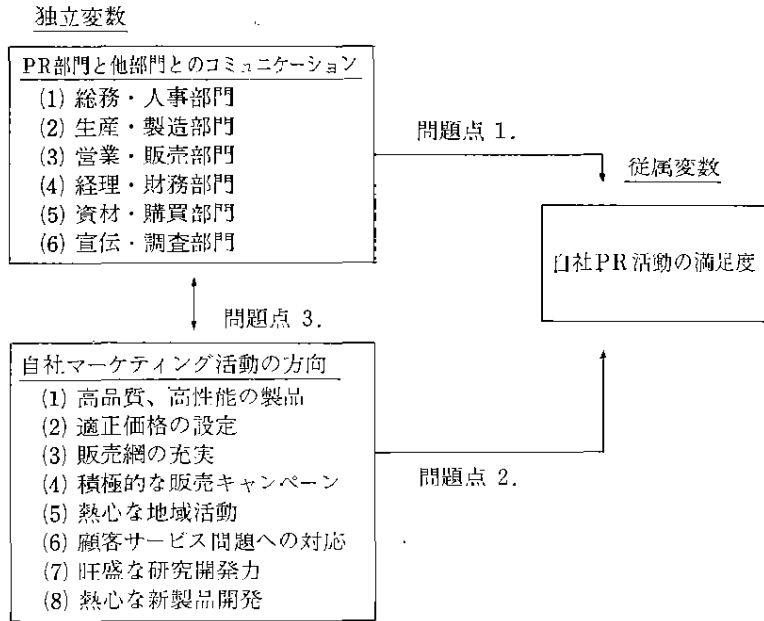 独立変数
PR部門と他部門とのコミュニケーション
(1) 総務・人事部門
(2) 生産・製造部門
(3) 営業・販売部門
(4) 経理・財務部門
(5) 資材・購買部門
(6) 宣伝・調査部門
問題点 1.
従属変数
自社PR活動の満足度
問題点 3.
自社マーケティング活動の方向
(1) 高品質、高性能の製品
(2) 適正価格の設定
(3) 販売網の充実
(4) 積極的な販売キャンペーン
(5) 熱心な地域活動
(6) 顧客サービス問題への対応
(7) 旺盛な研究開発力
(8) 熱心な新製品開発
問題点 2.